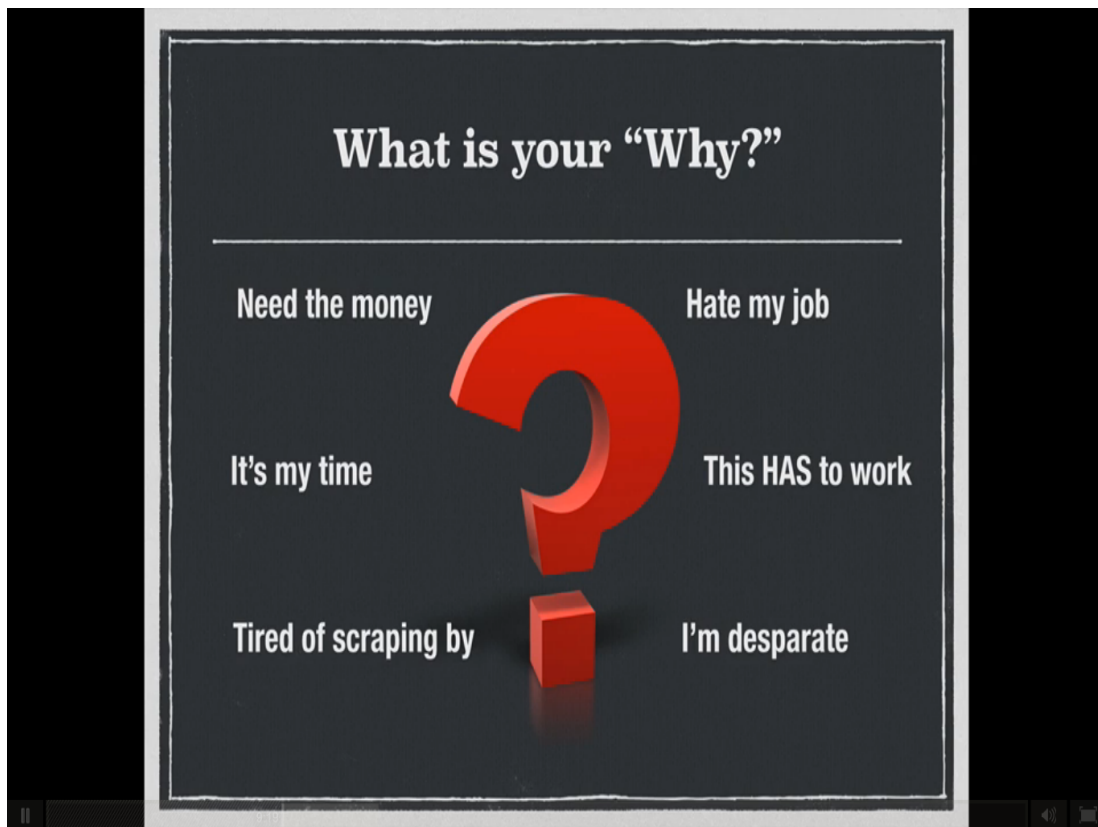 What is your “Why?”
Need the money
Hate my job
It’s my time
This HAS to work
Tired of scraping by
I’m desparate